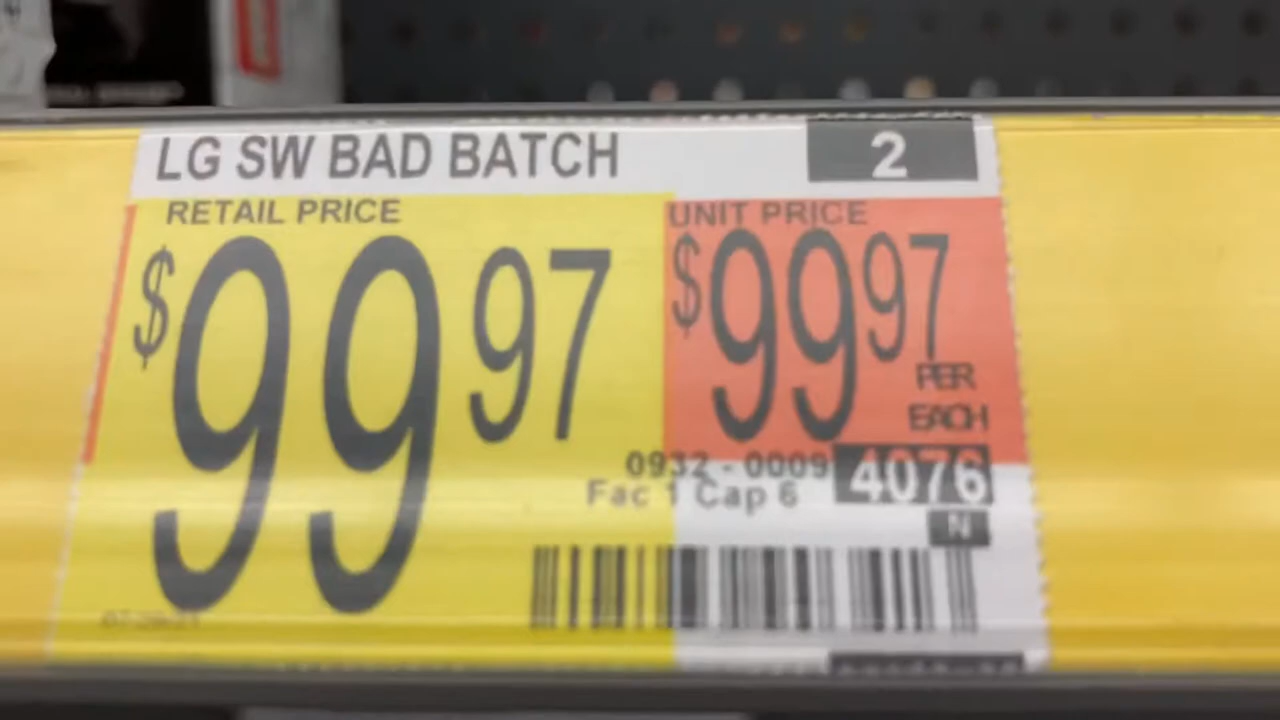 LG SW BAD BATCH 2
RETAIL PRICE
$99 97
UNIT PRICE
$99 97
PER
EACH
0932 - 0009 4076
Fac 1 Cap 6
N